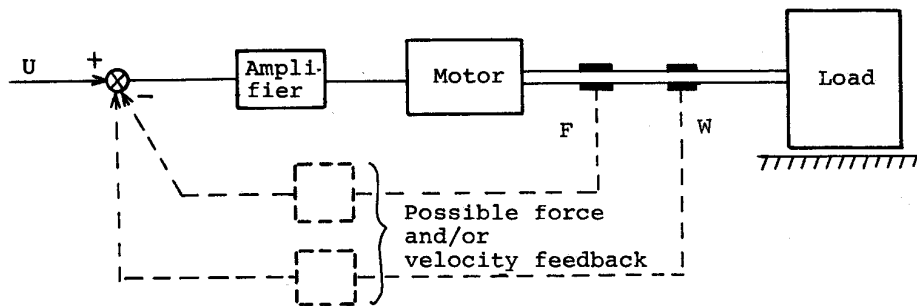 U
+
−
Ampli-
fier
Motor
Load
F
W
Possible force
and/or
velocity feedback